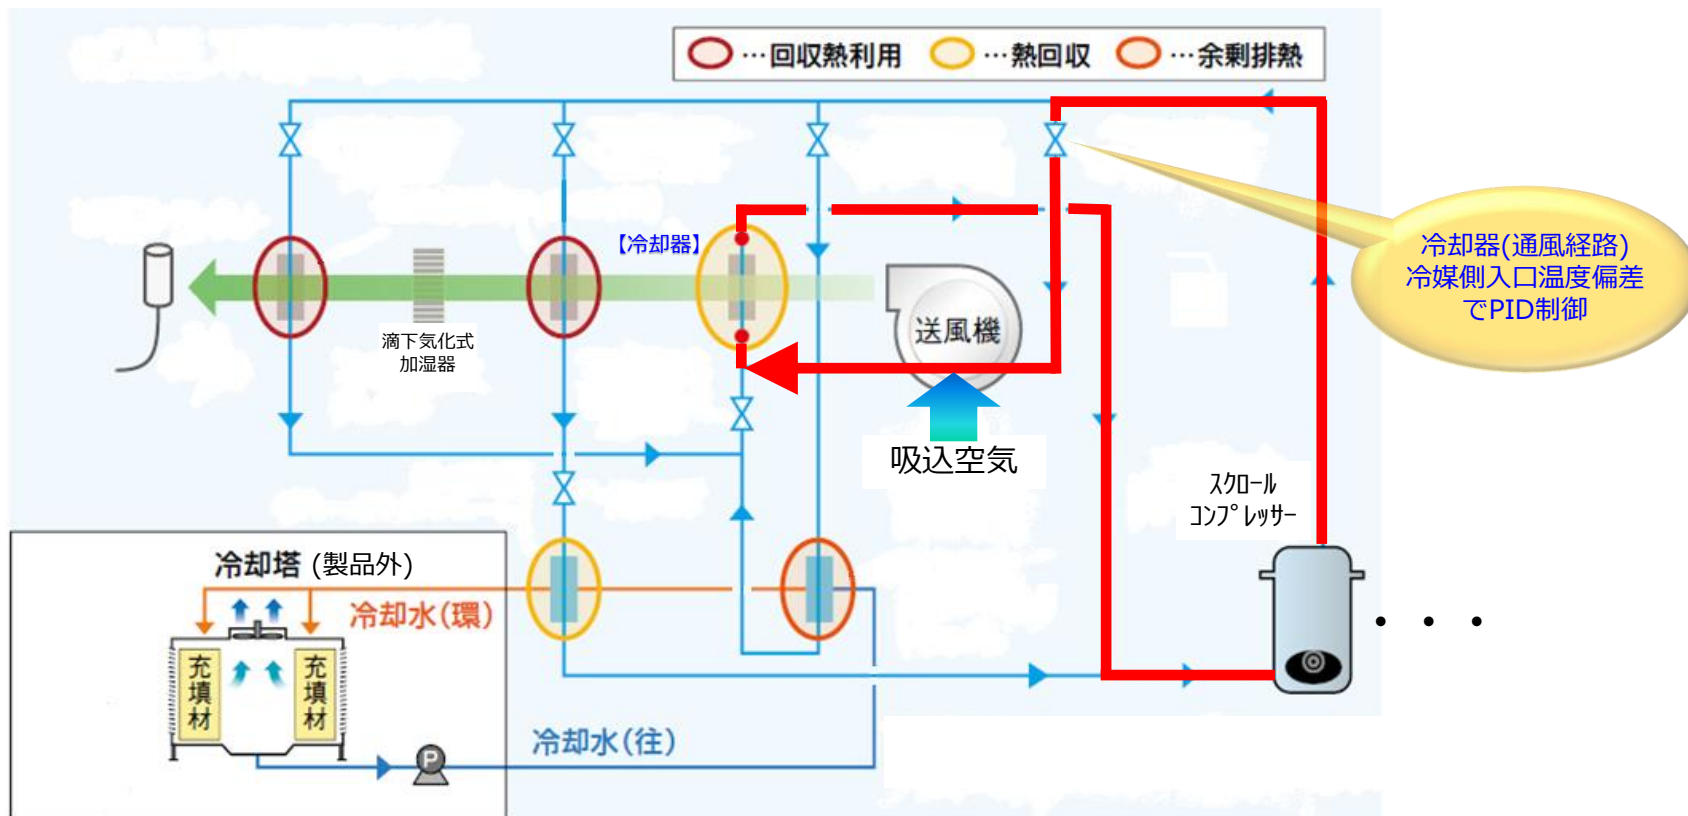 …回収熱利用 …熱回収 …余剰排熱
【冷却器】
冷却器(通風経路)
冷媒側入口温度偏差
でPID制御
送風機
滴下気化式
加湿器
吸込空気
ｽｸﾛｰﾙ
ｺﾝﾌﾟﾚｯｻｰ
冷却塔 (製品外)
冷却水(環)
充填材
充填材
冷却水(往)
P
・・・